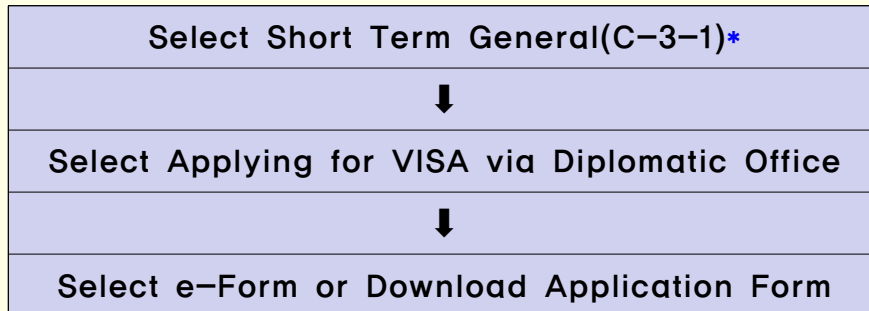 Select Short Term General(C-3-1)*
⬇
Select Applying for VISA via Diplomatic Office
⬇
Select e-Form or Download Application Form